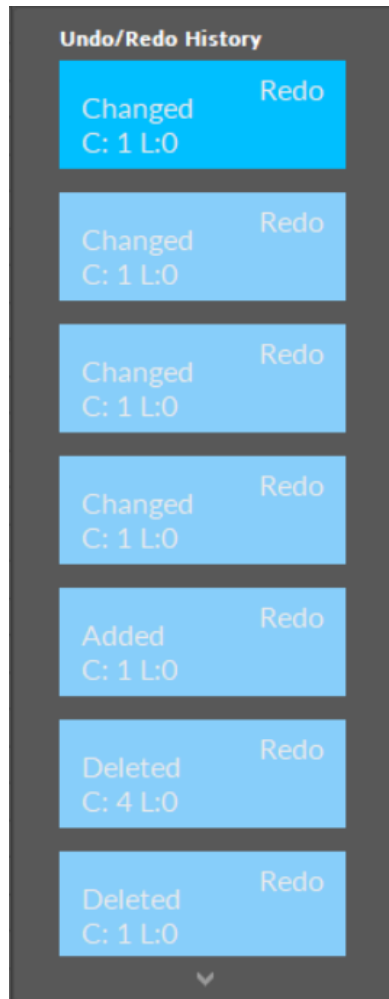 Undo/Redo History
Redo
Changed
C: 1 L:0
Redo
Changed
C: 1 L:0
Redo
Changed
C: 1 L:0
Redo
Changed
C: 1 L:0
Redo
Added
C: 1 L:0
Redo
Deleted
C: 4 L:0
Redo
Deleted
C: 1 L:0